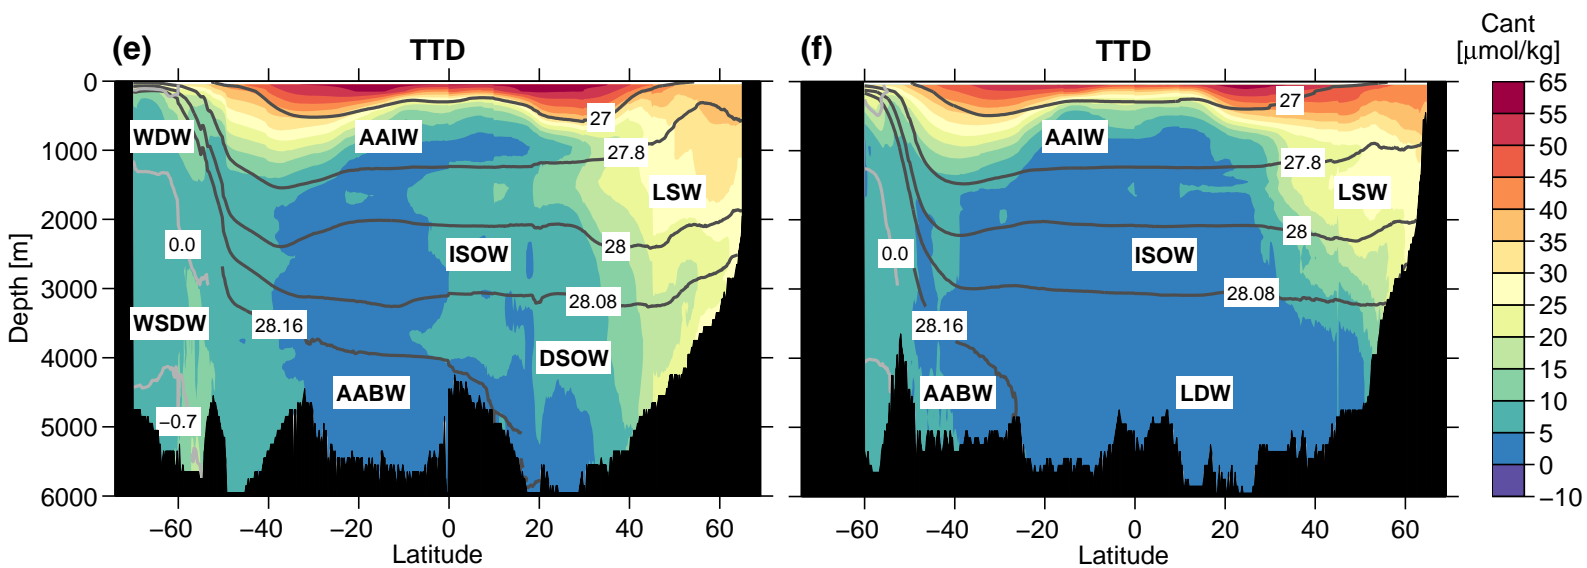 (e)
TTD
(f)
TTD
Cant
[μmol/kg]
0
1000
2000
3000
4000
5000
6000
Depth [m]
WDW
AAIW
27
27.8
LSW
0.0
ISOW
28
28.08
WSDW
28.16
DSOW
AABW
−0.7
−60
−40
−20
0
20
40
60
Latitude
27
AAIW
27.8
LSW
0.0
ISOW
28
28.08
28.16
AABW
LDW
−60
−40
−20
0
20
40
60
Latitude
65
55
50
45
40
35
30
25
20
15
10
5
0
−10